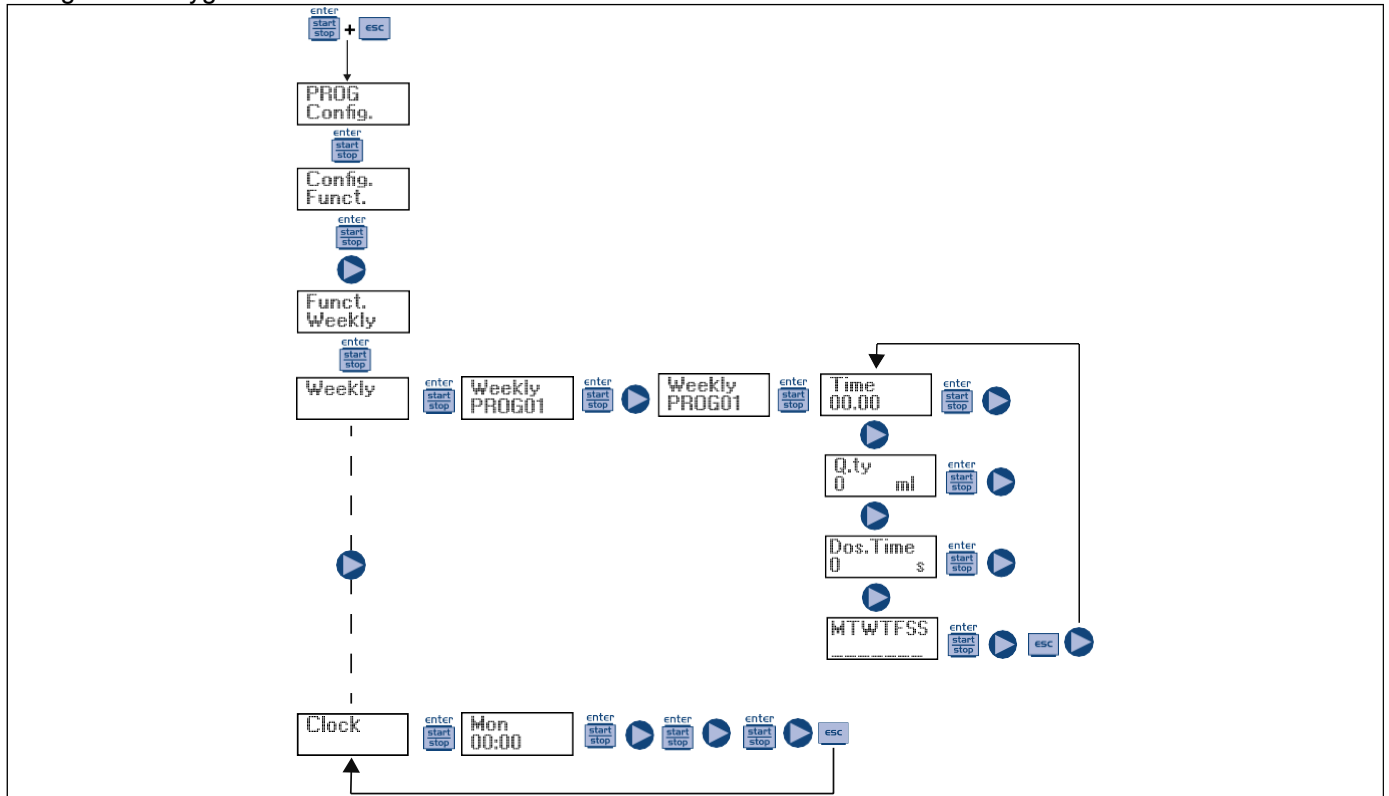 enter
start
stop
+
esc
PROG
Config.
enter
start
stop
Config.
Funct.
enter
start
stop
Funct.
Weekly
enter
start
stop
Weekly
enter
start
stop
Weekly
PROG01
enter
start
stop
Weekly
PROG01
enter
start
stop
Time
00.00
enter
start
stop
Q.ty
0 ml
enter
start
stop
Dos.Time
0 s
enter
start
stop
MTWTFSS
_______
enter
start
stop
esc
Clock
enter
start
stop
Mon
00:00
enter
start
stop
enter
start
stop
enter
start
stop
esc